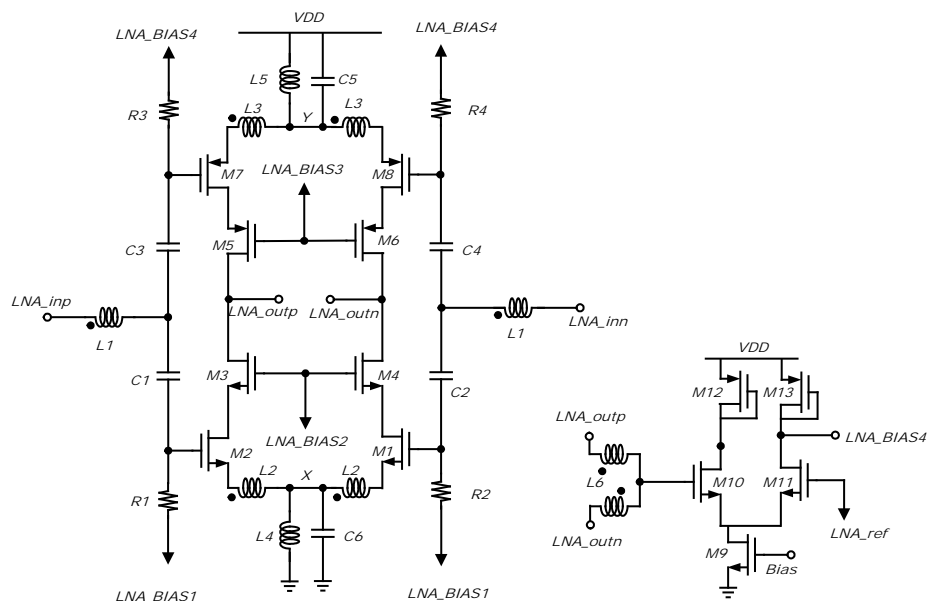 VDD
LNA_BIAS4
LNA_BIAS4
L5
C5
R3
L3
Y
L3
R4
M7
LNA_BIAS3
M8
M5
M6
C3
C4
LNA_inp
LNA_outp
LNA_outn
LNA_inn
L1
L1
C1
M3
M4
C2
LNA_BIAS2
M2
M1
R1
L2
X
L2
R2
L4
C6
LNA_BIAS1
LNA_BIAS1
VDD
M12
M13
LNA_outp
LNA_BIAS4
L6
M10
M11
LNA_outn
LNA_ref
M9
Bias